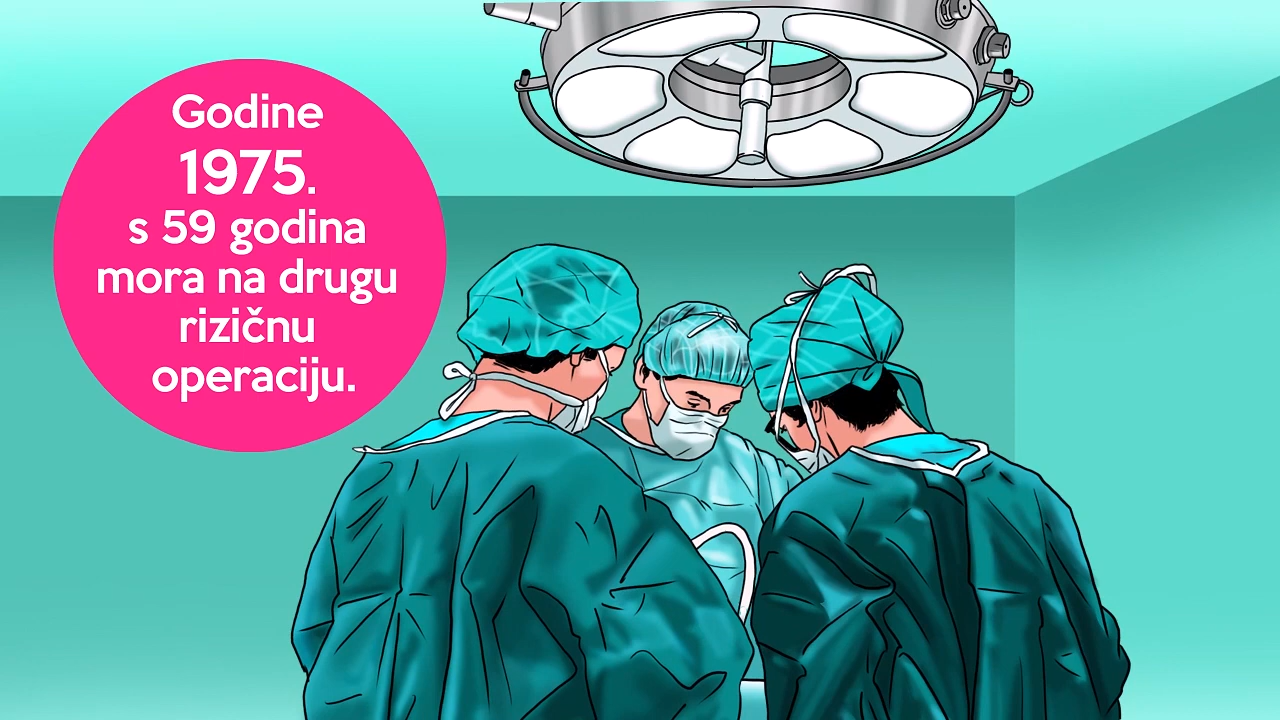 Godine
1975.
s 59 godina
mora na drugu
rizičnu
operaciju.